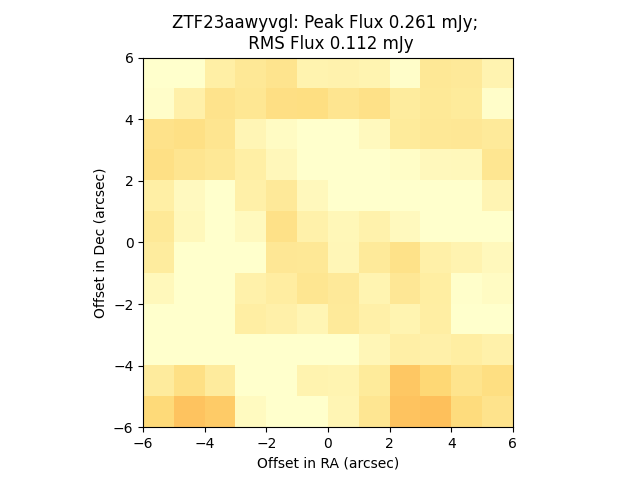 ZTF23aawyvgl: Peak Flux 0.261 mJy;
RMS Flux 0.112 mJy
6
4
2
0
−2
−4
−6
Offset in Dec (arcsec)
−6 −4 −2 0 2 4 6
Offset in RA (arcsec)